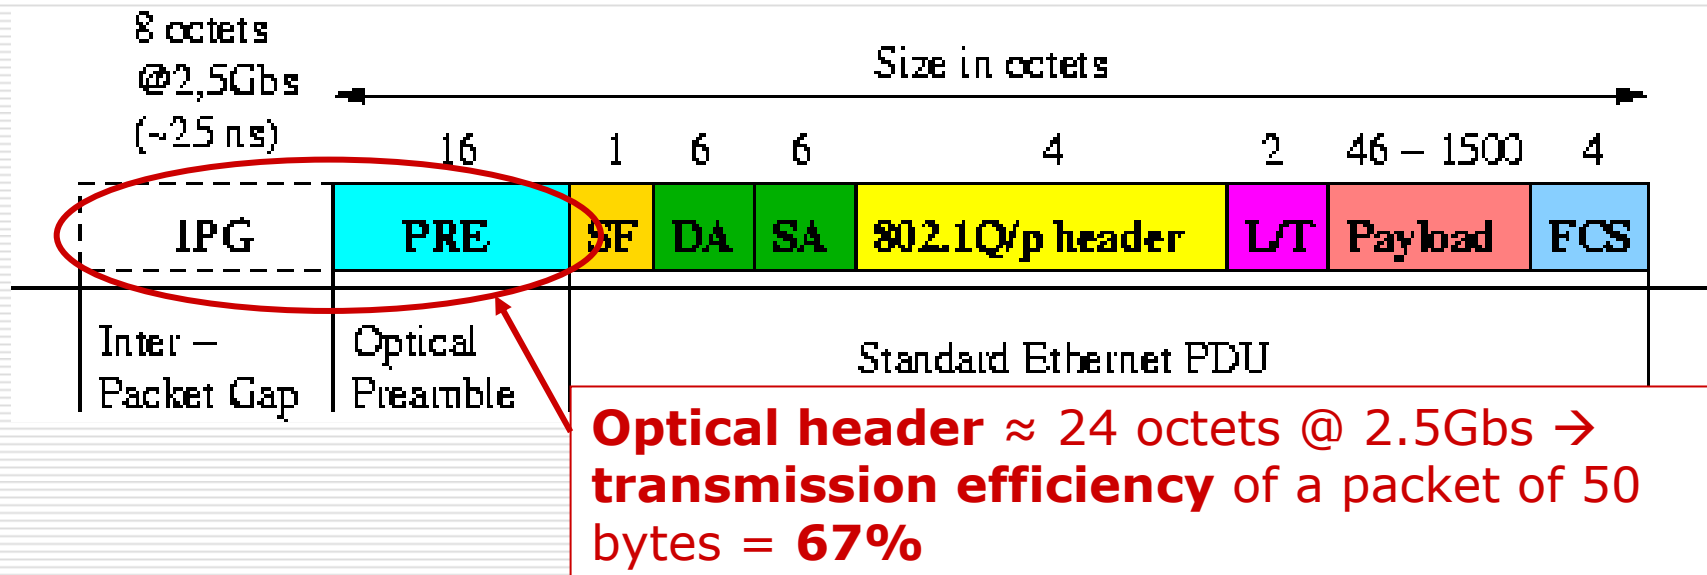 8 octets
@2,5Gbs
(~25 ns)
Size in octets
16 1 6 6 4 2 46 – 1500 4
IPG PRE SF DA SA 802.1Q/p header L/T Payload FCS
Inter –
Packet Gap
Optical
Preamble
Standard Ethernet PDU
Optical header ≈ 24 octets @ 2.5Gbs →
transmission efficiency of a packet of 50
bytes = 67%